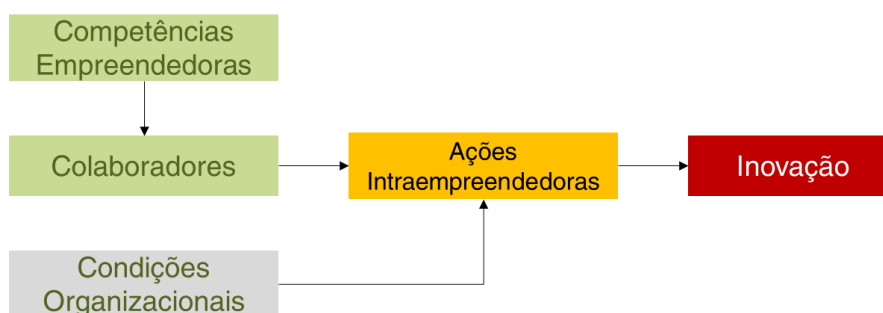 Competências
Empreendedoras
Colaboradores
Ações
Intraempreendedoras
Inovação
Condições
Organizacionais